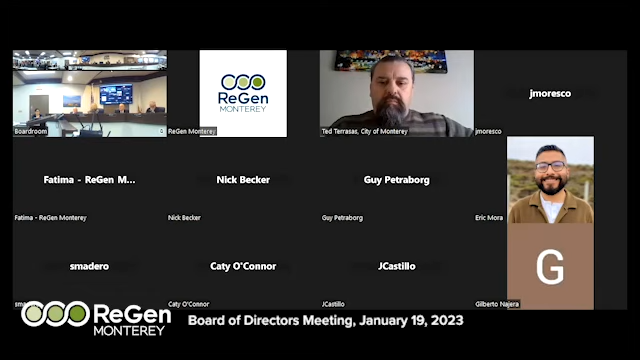 Boardroom
ReGen
MONTEREY
ReGen Monterey
Ted Terrasas, City of Monterey
jmoresco
jmoresco
Fatima - ReGen M...
Fatima - ReGen Monterey
Nick Becker
Nick Becker
Guy Petraborg
Guy Petraborg
Eric Mora
smadero
Caty O'Connor
Caty O'Connor
JCastillo
JCastillo
G
Gilberto Najera
ReGen
MONTEREY
Board of Directors Meeting, January 19, 2023